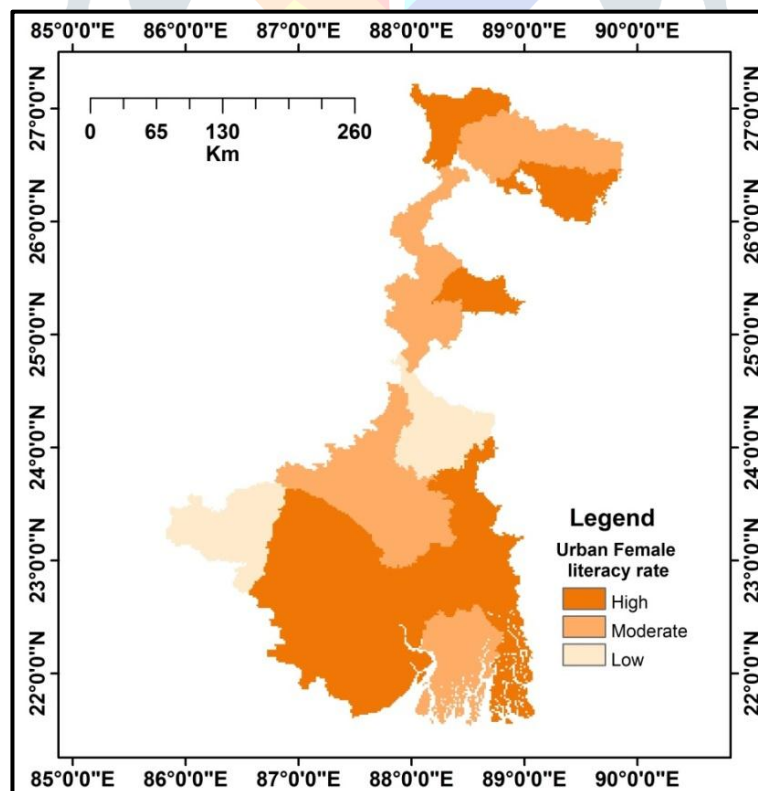 85°0'0"E 86°0'0"E 87°0'0"E 88°0'0"E 89°0'0"E 90°0'0"E
27°0'0"N
26°0'0"N
25°0'0"N
24°0'0"N
23°0'0"N
22°0'0"N
0 65 130 260
Km
27°0'0"N
26°0'0"N
25°0'0"N
24°0'0"N
23°0'0"N
22°0'0"N
Legend
Urban Female
literacy rate
High
Moderate
Low
85°0'0"E 86°0'0"E 87°0'0"E 88°0'0"E 89°0'0"E 90°0'0"E